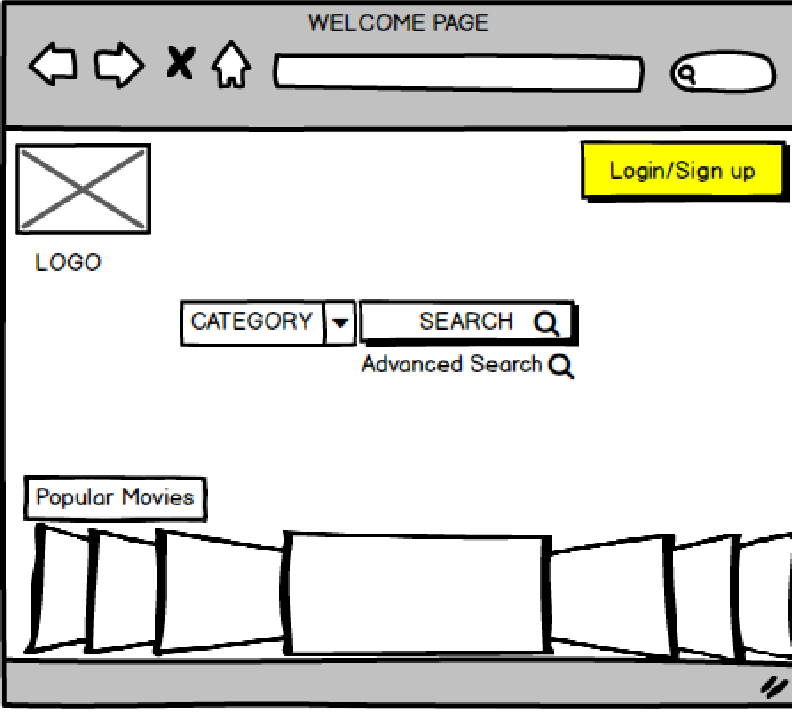 WELCOME PAGE
Login/Sign up
LOGO
CATEGORY
SEARCH
Advanced Search
Popular Movies